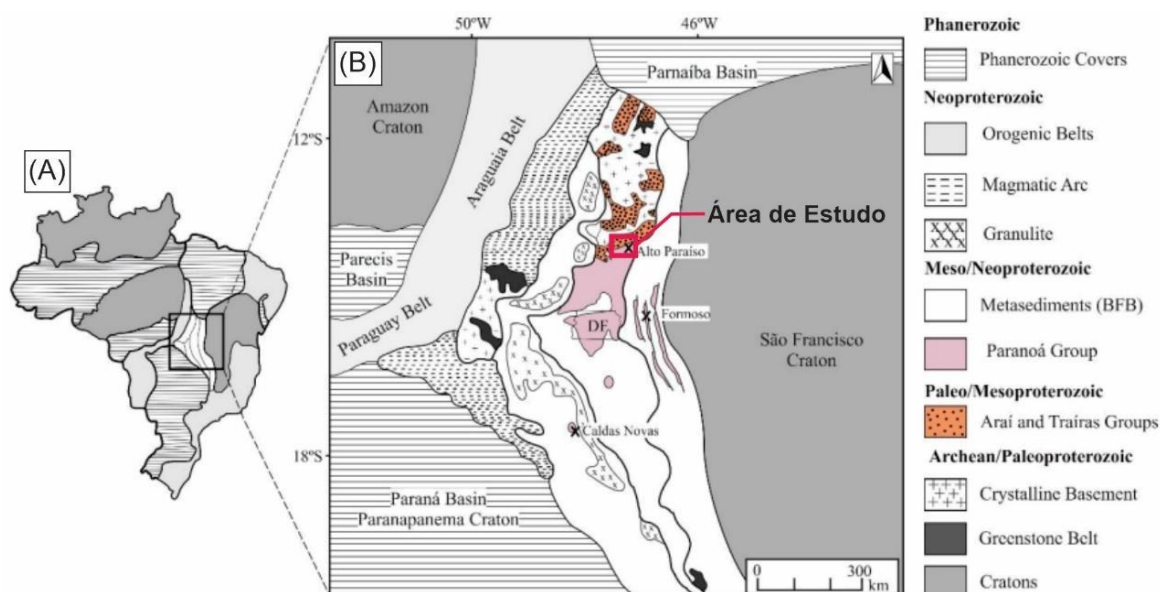 (A)
50°W
46°W
12°S
18°S
(B)
Parnaíba Basin
Amazon
Craton
Araguaia Belt
Área de Estudo
Alto Paraíso
Parecis
Basin
Paraguay Belt
Formoso
DF
São Francisco
Craton
Caldas Novas
Paraná Basin
Paranapanema Craton
0
300
km
Phanerozoic
Phanerozoic Covers
Neoproterozoic
Orogenic Belts
Magmatic Arc
Granulite
Meso/Neoproterozoic
Metasediments (BFB)
Paranoá Group
Paleo/Mesoproterozoic
Araí and Traíras Groups
Archean/Paleoproterozoic
Crystalline Basement
Greenstone Belt
Cratons